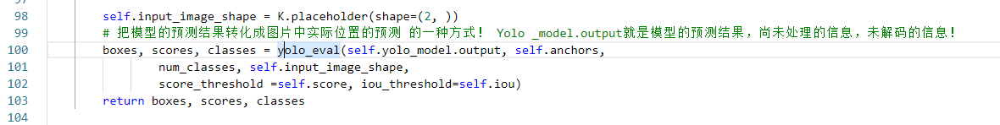 98 self.input_image_shape = K.placeholder(shape=(2, ))
99 # 把模型的预测结果转化成图片中实际位置的预测 的一种方式！ Yolo _model.output就是模型的预测结果，尚未处理的信息，未解码的信息！
100 boxes, scores, classes = yolo_eval(self.yolo_model.output, self.anchors,
101 num_classes, self.input_image_shape,
102 score_threshold =self.score, iou_threshold=self.iou)
103 return boxes, scores, classes
104